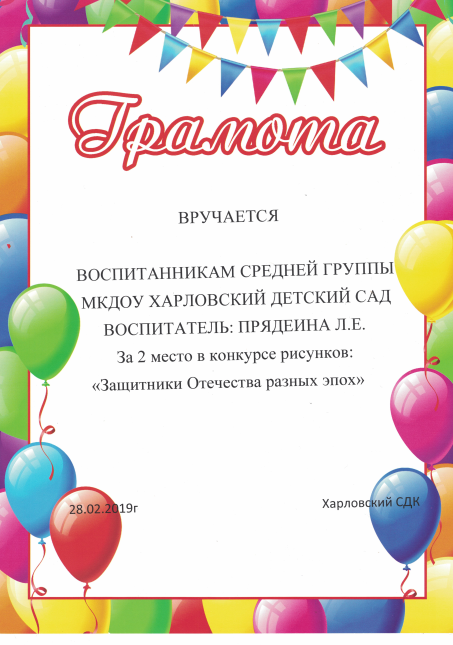 Грамота
ВРУЧАЕТСЯ
ВОСПИТАННИКАМ СРЕДНЕЙ ГРУППЫ
МКДОУ ХАРЛОВСКИЙ ДЕТСКИЙ САД
ВОСПИТАТЕЛЬ: ПРЯДЕИНА Л.Е.
За 2 место в конкурсе рисунков:
«Защитники Отечества разных эпох»
28.02.2019г
Харловский СДК